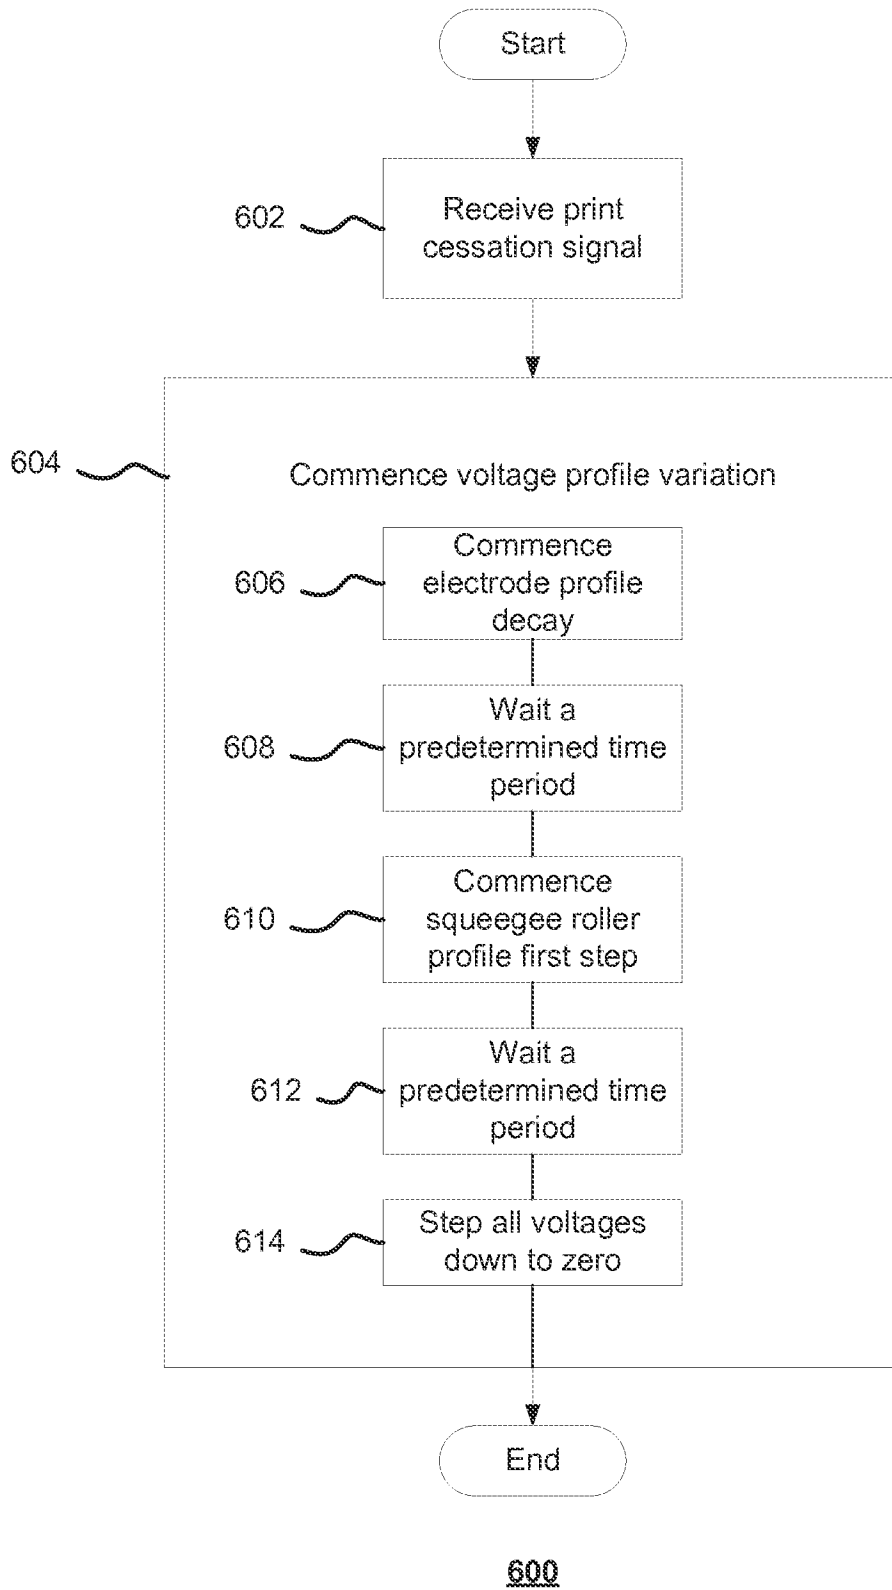 Start
602
Receive print
cessation signal
604
Commence voltage profile variation
606
Commence
electrode profile
decay
608
Wait a
predetermined time
period
610
Commence
squeegee roller
profile first step
612
Wait a
predetermined time
period
614
Step all voltages
down to zero
End
600